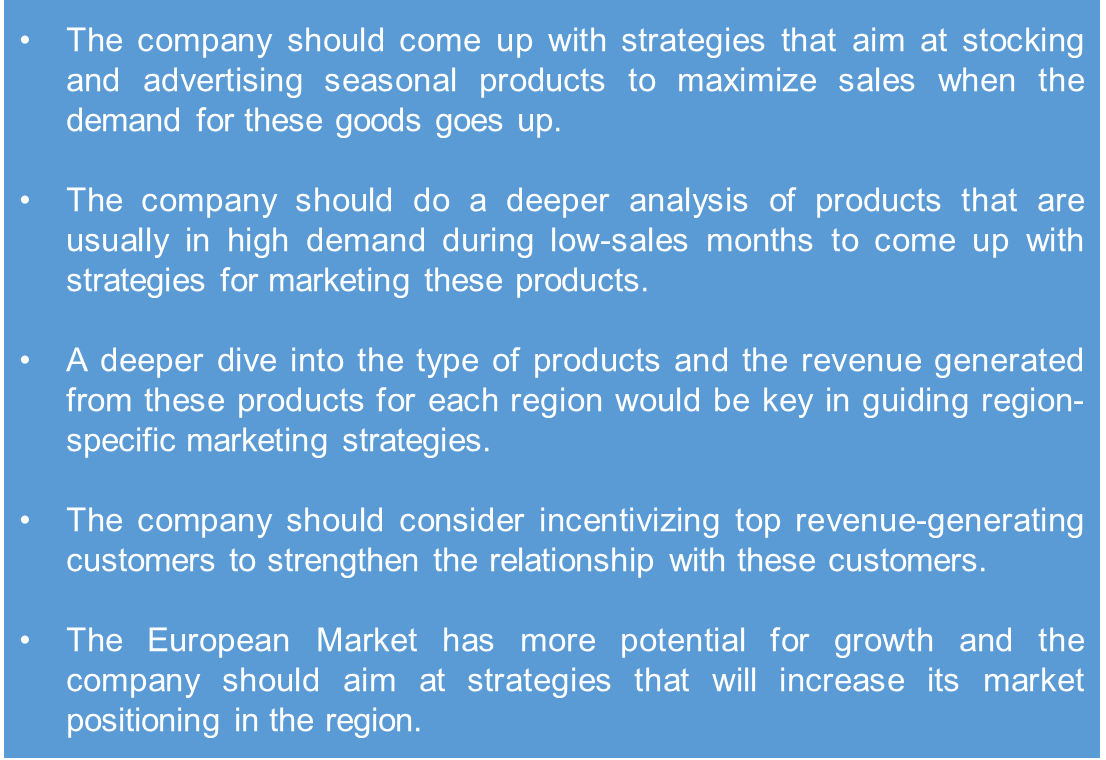 • The company should come up with strategies that aim at stocking
and advertising seasonal products to maximize sales when the
demand for these goods goes up.
• The company should do a deeper analysis of products that are
usually in high demand during low-sales months to come up with
strategies for marketing these products.
• A deeper dive into the type of products and the revenue generated
from these products for each region would be key in guiding region-
specific marketing strategies.
• The company should consider incentivizing top revenue-generating
customers to strengthen the relationship with these customers.
• The European Market has more potential for growth and the
company should aim at strategies that will increase its market
positioning in the region.